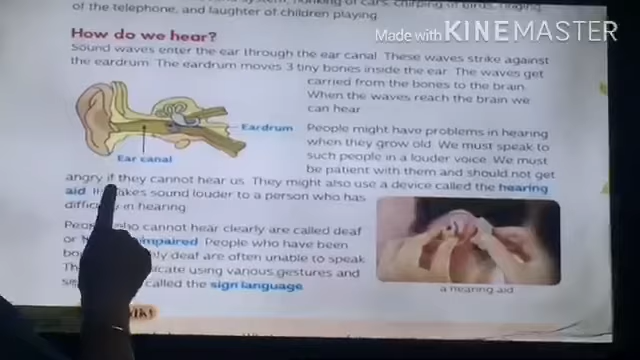 of the telephone, and laughter of children playing
Made with KINEMASTER
How do we hear?
Sound waves enter the ear through the ear canal. These waves strike against
the eardrum. The eardrum moves 3 tiny bones inside the ear. The waves get
carried from the bones to the brain.
When the waves reach the brain we
can hear
Eardrum
Ear canal
People might have problems in hearing
when they grow old. We must speak to
such people in a louder voice. We must
be patient with them and should not get
angry if they cannot hear us. They might also use a device called the hearing
aid. It makes sound louder to a person who has
difficulty in hearing
People who cannot hear clearly are called deaf
or impaired. People who have been
deaf are often unable to speak
using various gestures and
called the sign language
a hearing aid